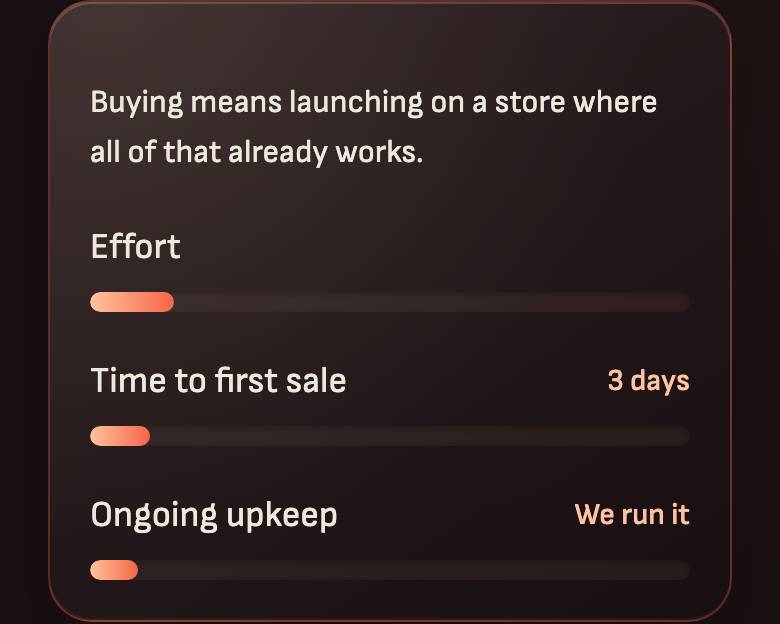 Buying means launching on a store where
all of that already works.
Effort
Time to first sale
3 days
Ongoing upkeep
We run it